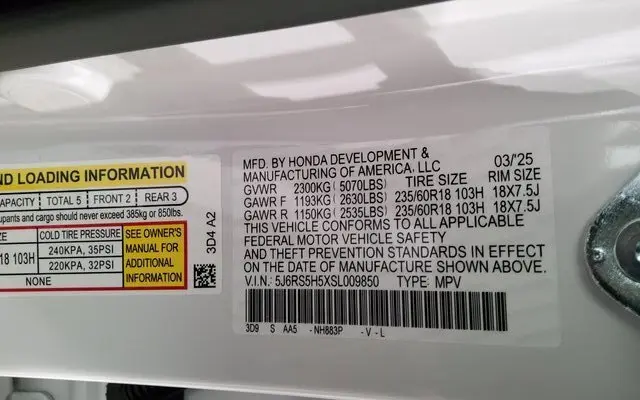 ND LOADING INFORMATION
APACITY TOTAL 5 FRONT 2 REAR 3
upants and cargo should never exceed 385kg or 850lbs.
ZE COLD TIRE PRESSURE SEE OWNER'S
MANUAL FOR
ADDITIONAL
INFORMATION
18 103H 240KPA, 35PSI
220KPA, 32PSI
NONE
3D4 A2
MFD. BY HONDA DEVELOPMENT & 03/'25
MANUFACTURING OF AMERICA, LLC
GVWR 2300KG(5070LBS) TIRE SIZE RIM SIZE
GAWR F 1193KG(2630LBS) 235/60R18 103H 18X7.5J
GAWR R 1150KG(2535LBS) 235/60R18 103H 18X7.5J
THIS VEHICLE CONFORMS TO ALL APPLICABLE
FEDERAL MOTOR VEHICLE SAFETY
AND THEFT PREVENTION STANDARDS IN EFFECT
ON THE DATE OF MANUFACTURE SHOWN ABOVE.
V.I.N.: 5J6RS5H5XSL009850 TYPE: MPV
3D9 S AA5 -NH883P -V-L